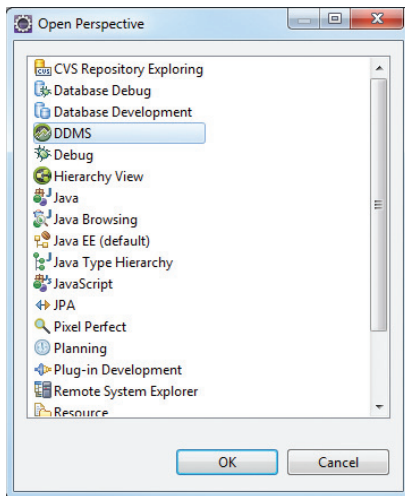 Open Perspective
CVS Repository Exploring
Database Debug
Database Development
DDMS
Debug
Hierarchy View
Java
Java Browsing
Java EE (default)
Java Type Hierarchy
JavaScript
JPA
Pixel Perfect
Planning
Plug-in Development
Remote System Explorer
Resource
OK Cancel